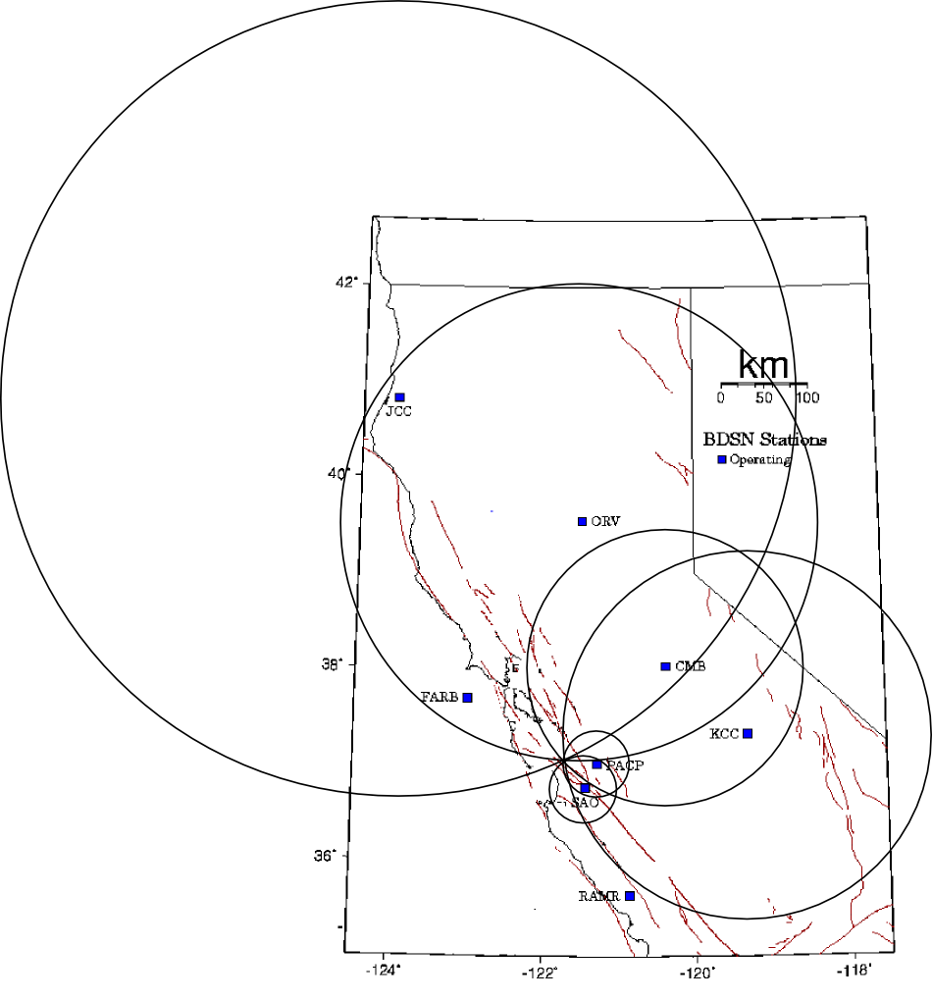 42°
km
0 50 100
JCC
BDSN Stations
Operating
40°
ORV
38°
CMB
FARB
KCC
PACP
SAO
36°
RAMR
-124° -122° -120° -118°